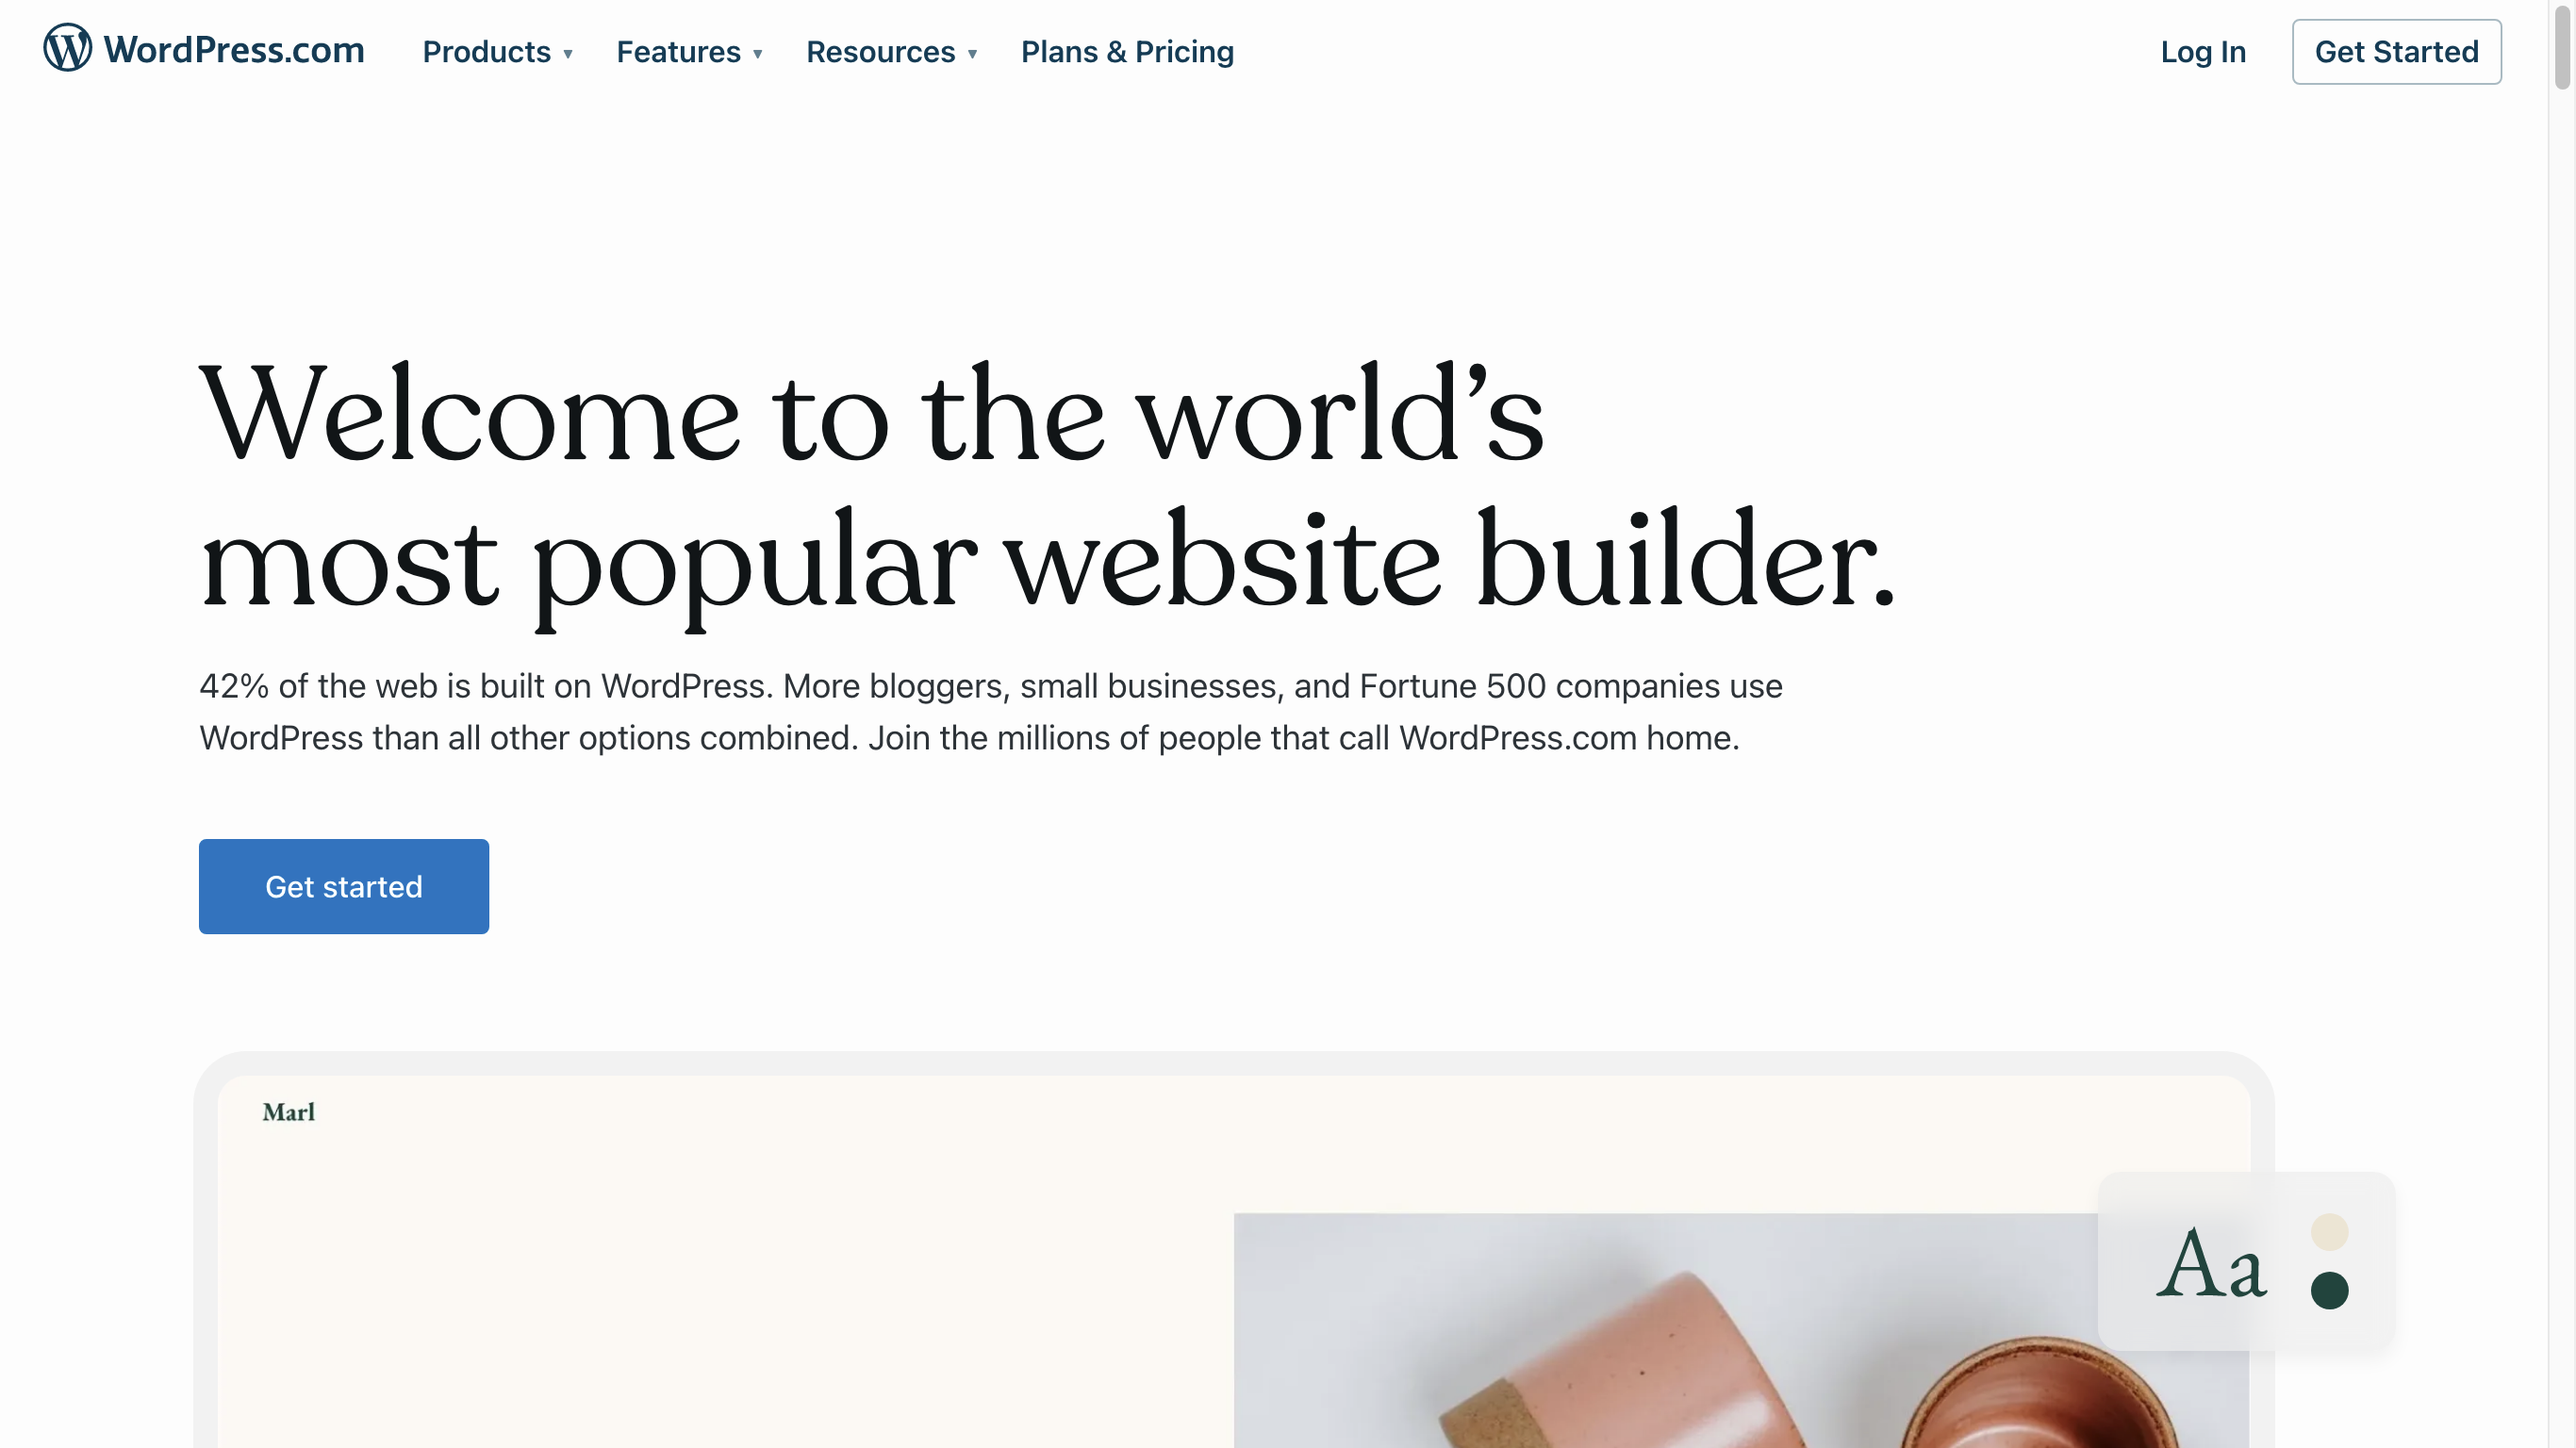 WordPress.com
Products ▾
Features ▾
Resources ▾
Plans & Pricing
Log In
Get Started
Welcome to the world’s
most popular website builder.
42% of the web is built on WordPress. More bloggers, small businesses, and Fortune 500 companies use
WordPress than all other options combined. Join the millions of people that call WordPress.com home.
Get started
Marl
Aa